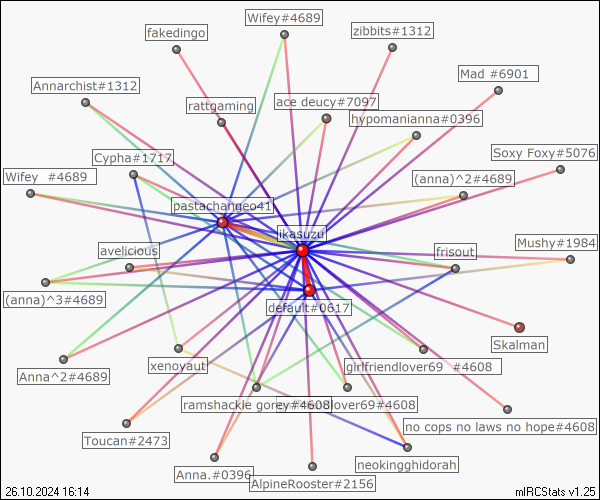 Wifey#4689
fakedingo
zibbits#1312
Mad #6901
Annarchist#1312
rattgaming
ace deucy#7097
hypomanianna#0396
Cypha#1717
Soxy Foxy#5076
Wifey #4689
(anna)^2#4689
pastachangeo41
jikasuzu
avelicious
frisout
Mushy#1984
(anna)^3#4689
default#0617
Skalman
xenoyaut
girlfriendlover69 #4608
Anna^2#4689
ramshackle gorey#4608
lover69#4608
no cops no laws no hope#4608
Toucan#2473
neokingghidorah
Anna.#0396
AlpineRooster#2156
26.10.2024 16:14
mIRCStats v1.25